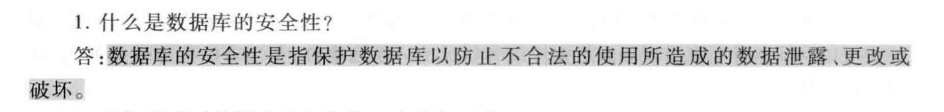 1. 什么是数据库的安全性?
答:数据库的安全性是指保护数据库以防止不合法的使用所造成的数据泄露、更改或
破坏。